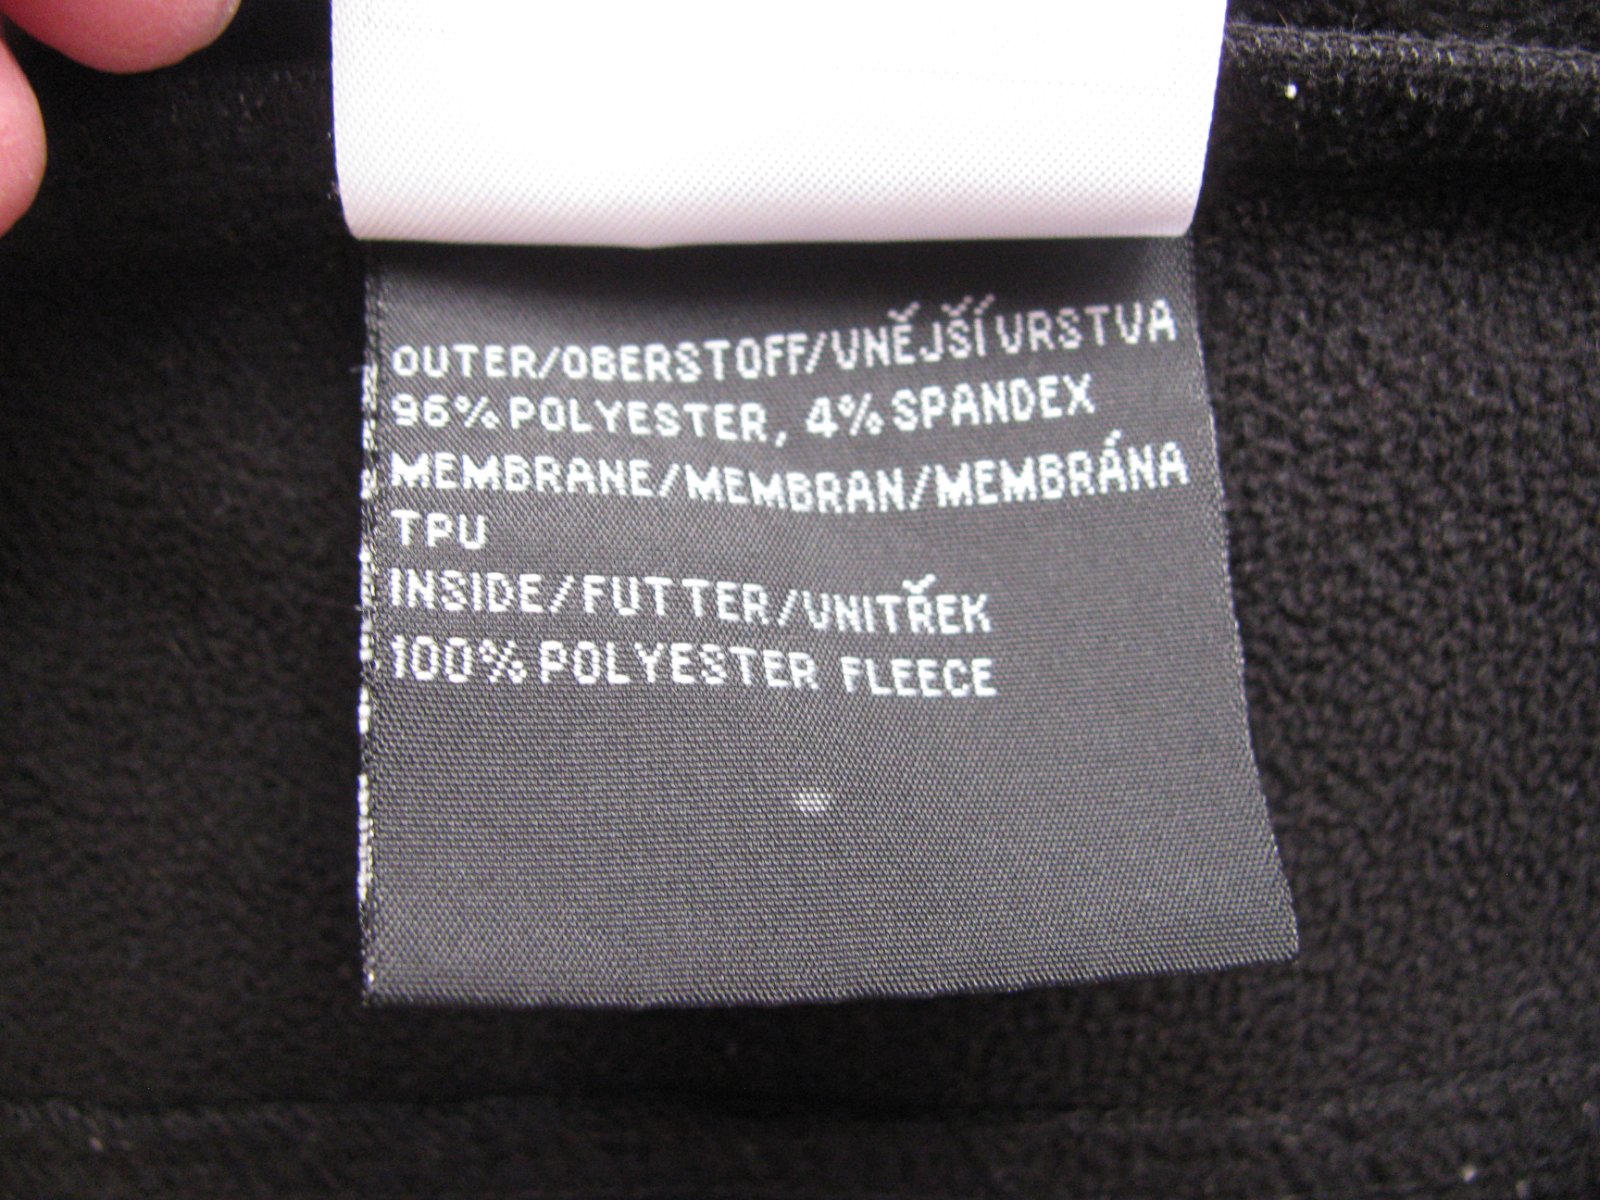 OUTER/OBERSTOFF/VNĚJŠÍ VRSTVA
96% POLYESTER, 4% SPANDEX
MEMBRANE/MEMBRAN/MEMBRÁNA
TPU
INSIDE/FUTTER/VNITŘEK
100% POLYESTER FLEECE